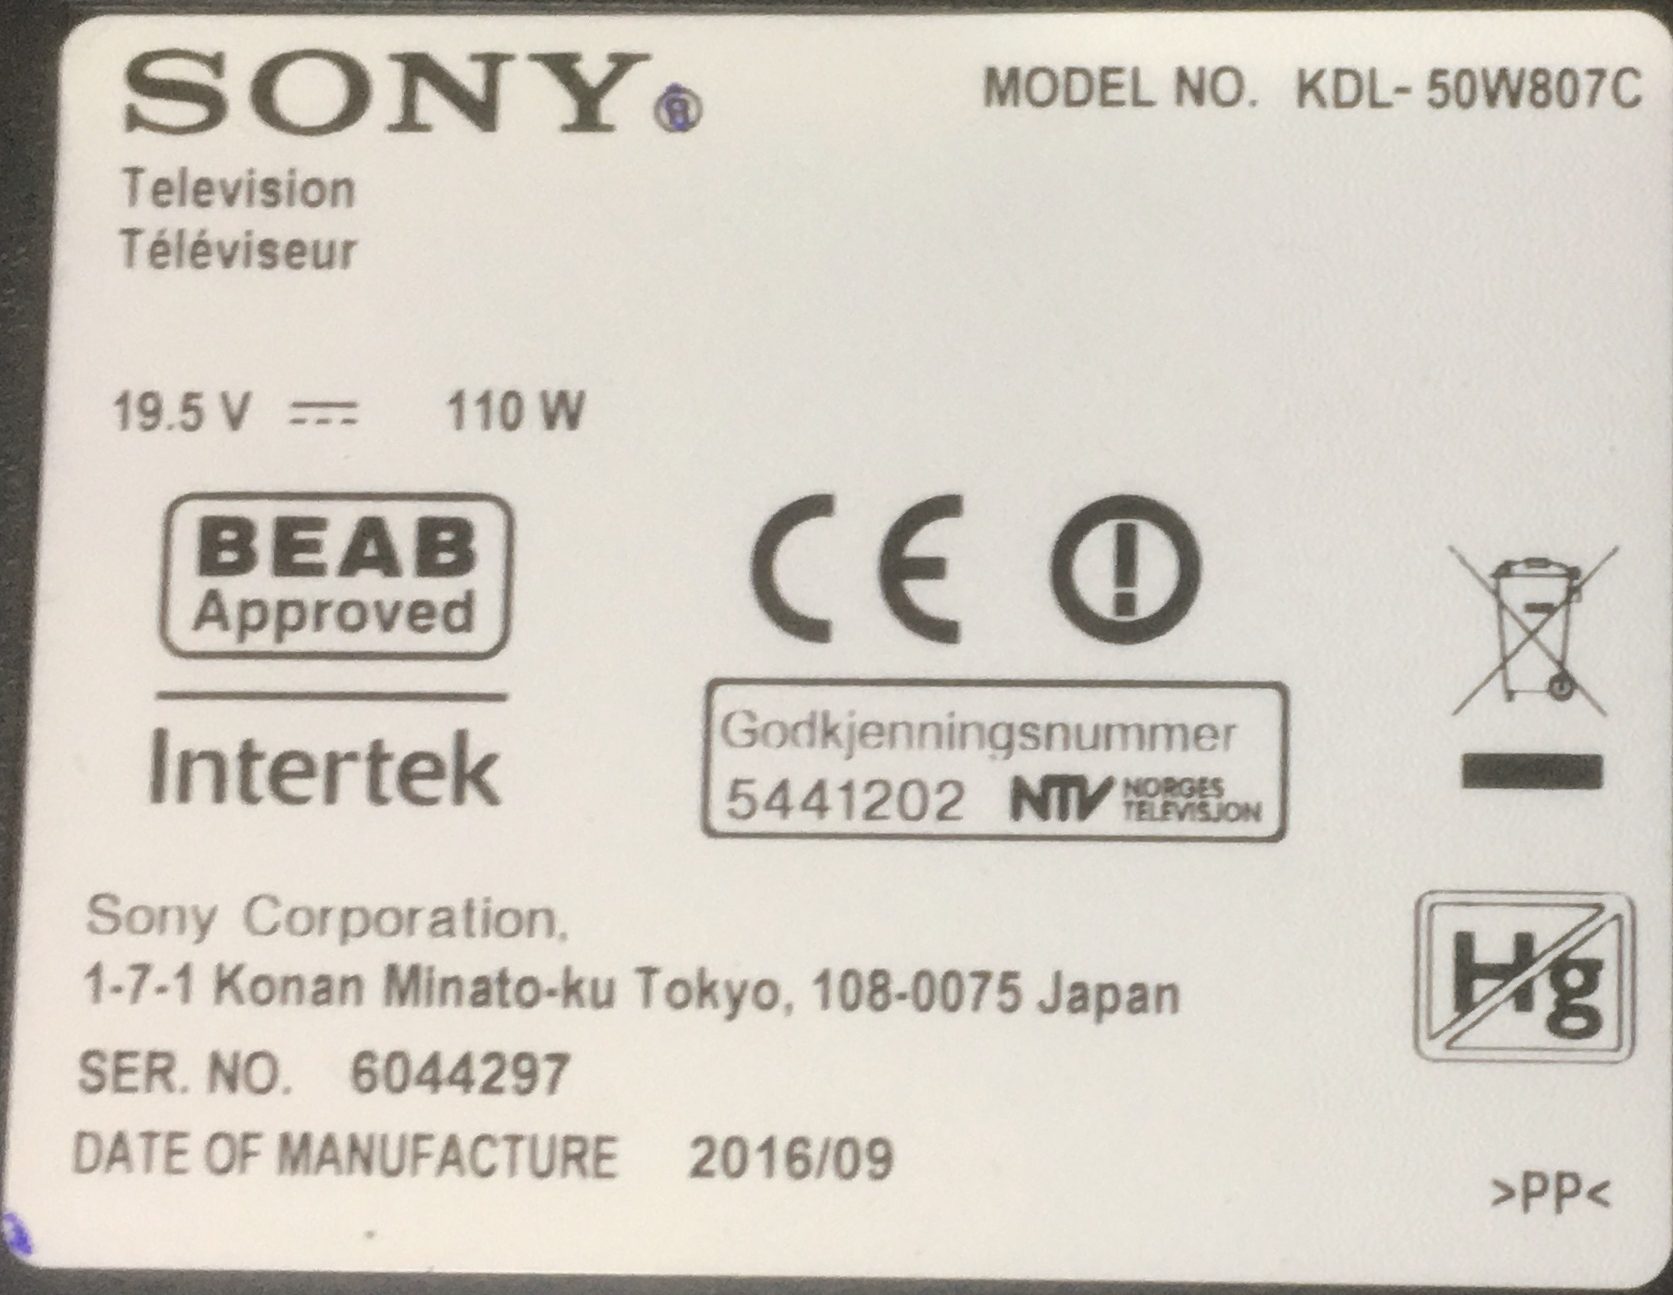 SONY®
MODEL NO. KDL- 50W807C
Television
Téléviseur
19.5 V ⎓ 110 W
BEAB
Approved
Intertek
CE
Godkjenningsnummer
5441202 NTV NORGES
TELEVISJON
Sony Corporation,
1-7-1 Konan Minato-ku Tokyo, 108-0075 Japan
Hg
SER. NO. 6044297
DATE OF MANUFACTURE 2016/09
>PP<